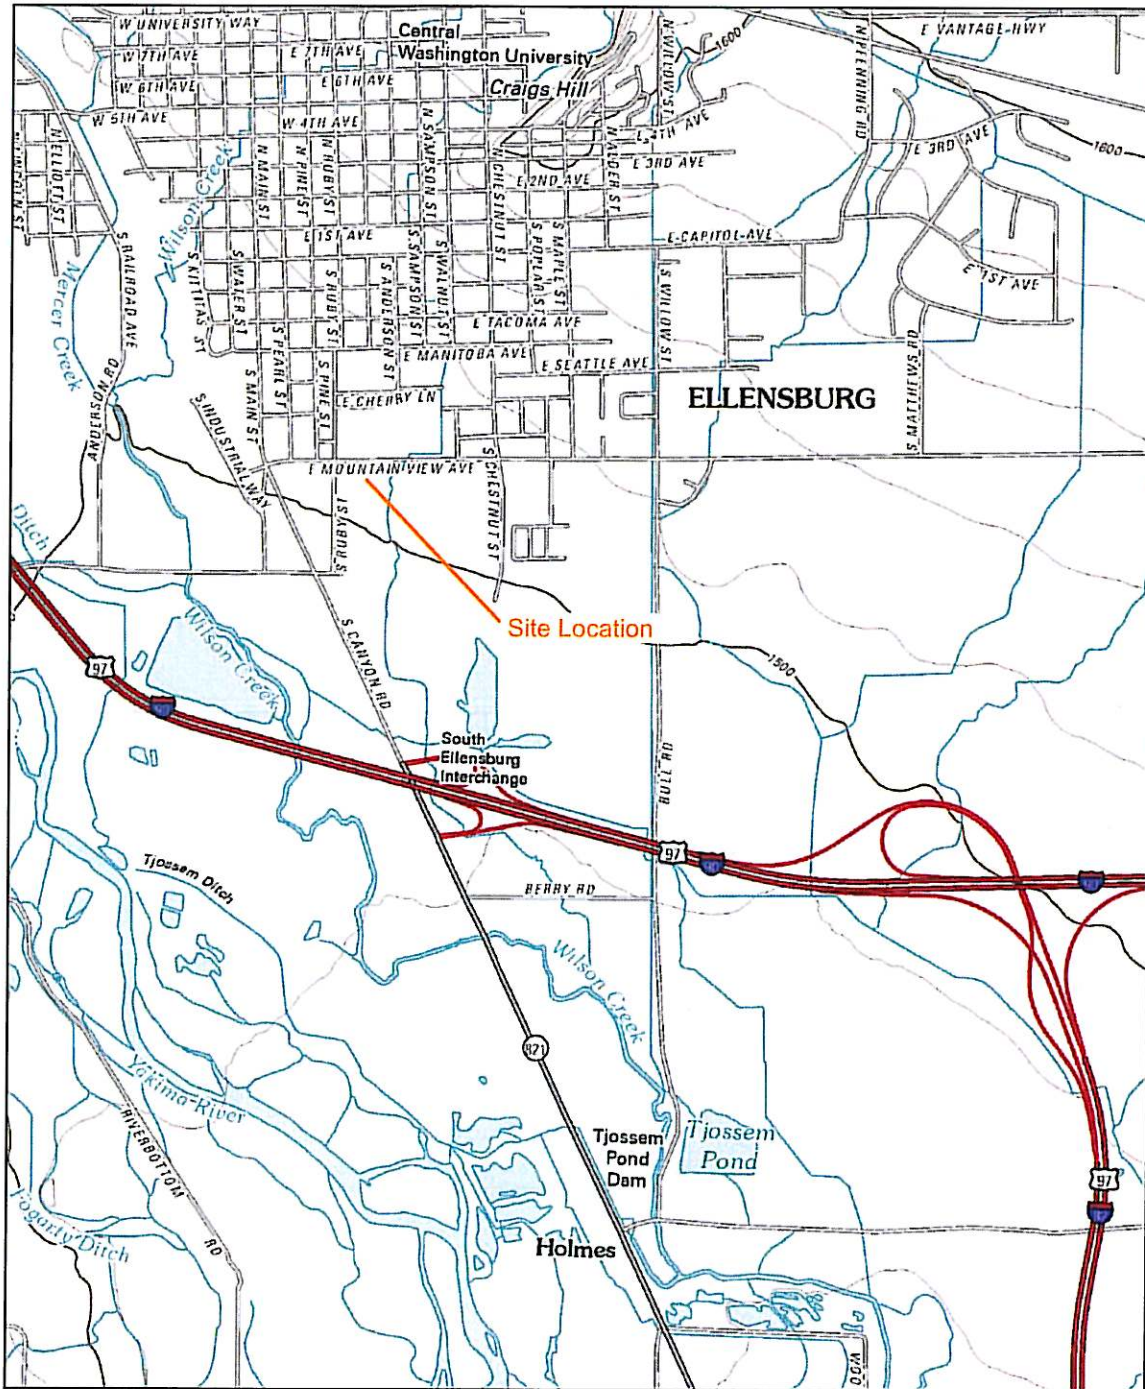 W UNIVERSITY WAY
Central
Washington University
Craigs Hill
E VANTAGE HWY
N WILLOW ST
1600
N PFENNING RD
W 7TH AVE
E 7TH AVE
W 6TH AVE
E 6TH AVE
W 5TH AVE
W 4TH AVE
E 4TH AVE
E 3RD AVE
E 3RD AVE
1600
E 2ND AVE
N LINCOLN ST
N ELLIOTT ST
Wilson Creek
N MAIN ST
N PINE ST
N RUBY ST
N SAMPSON ST
N CHESTNUT ST
N ALDER ST
E 1ST AVE
E CAPITOL AVE
E 1ST AVE
S RAILROAD AVE
Mercer Creek
S KITTITAS ST
S WATER ST
S RUBY ST
S ANDERSON ST
S SAMPSON ST
S WALNUT ST
S POPLAR ST
S MAPLE ST
S WILLOW ST
E TACOMA AVE
E MANITOBA AVE
E SEATTLE AVE
S PEARL ST
S MAIN ST
S PINE ST
E CHERRY LN
ELLENSBURG
S MATTHEWS RD
ANDERSON RD
S INDUSTRIAL WAY
E MOUNTAIN VIEW AVE
S CHESTNUT ST
S RUBY ST
Ditch
Site Location
Wilson Creek
S CANYON RD
1500
97
90
South
Ellensburg
Interchange
BULL RD
97
90
90
Tjossem Ditch
BERRY RD
Wilson Creek
821
Yakima River
RIVERBOTTOM RD
Tjossem
Pond
Dam
Tjossem
Pond
97
82
Fogarty Ditch
Holmes
WOO